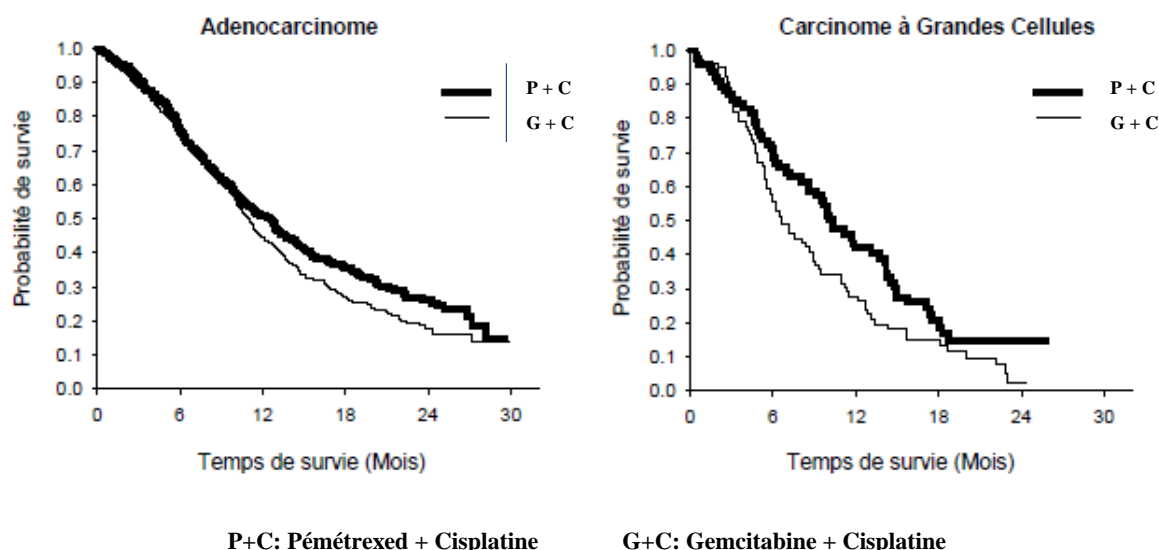 Adenocarcinome
Probabilité de survie
1.0
0.9
0.8
0.7
0.6
0.5
0.4
0.3
0.2
0.1
0.0
P + C
G + C
0 6 12 18 24 30
Temps de survie (Mois)
Carcinome à Grandes Cellules
Probabilité de survie
1.0
0.9
0.8
0.7
0.6
0.5
0.4
0.3
0.2
0.1
0.0
P + C
G + C
0 6 12 18 24 30
Temps de survie (Mois)
P+C: Pémétrexed + Cisplatine G+C: Gemcitabine + Cisplatine